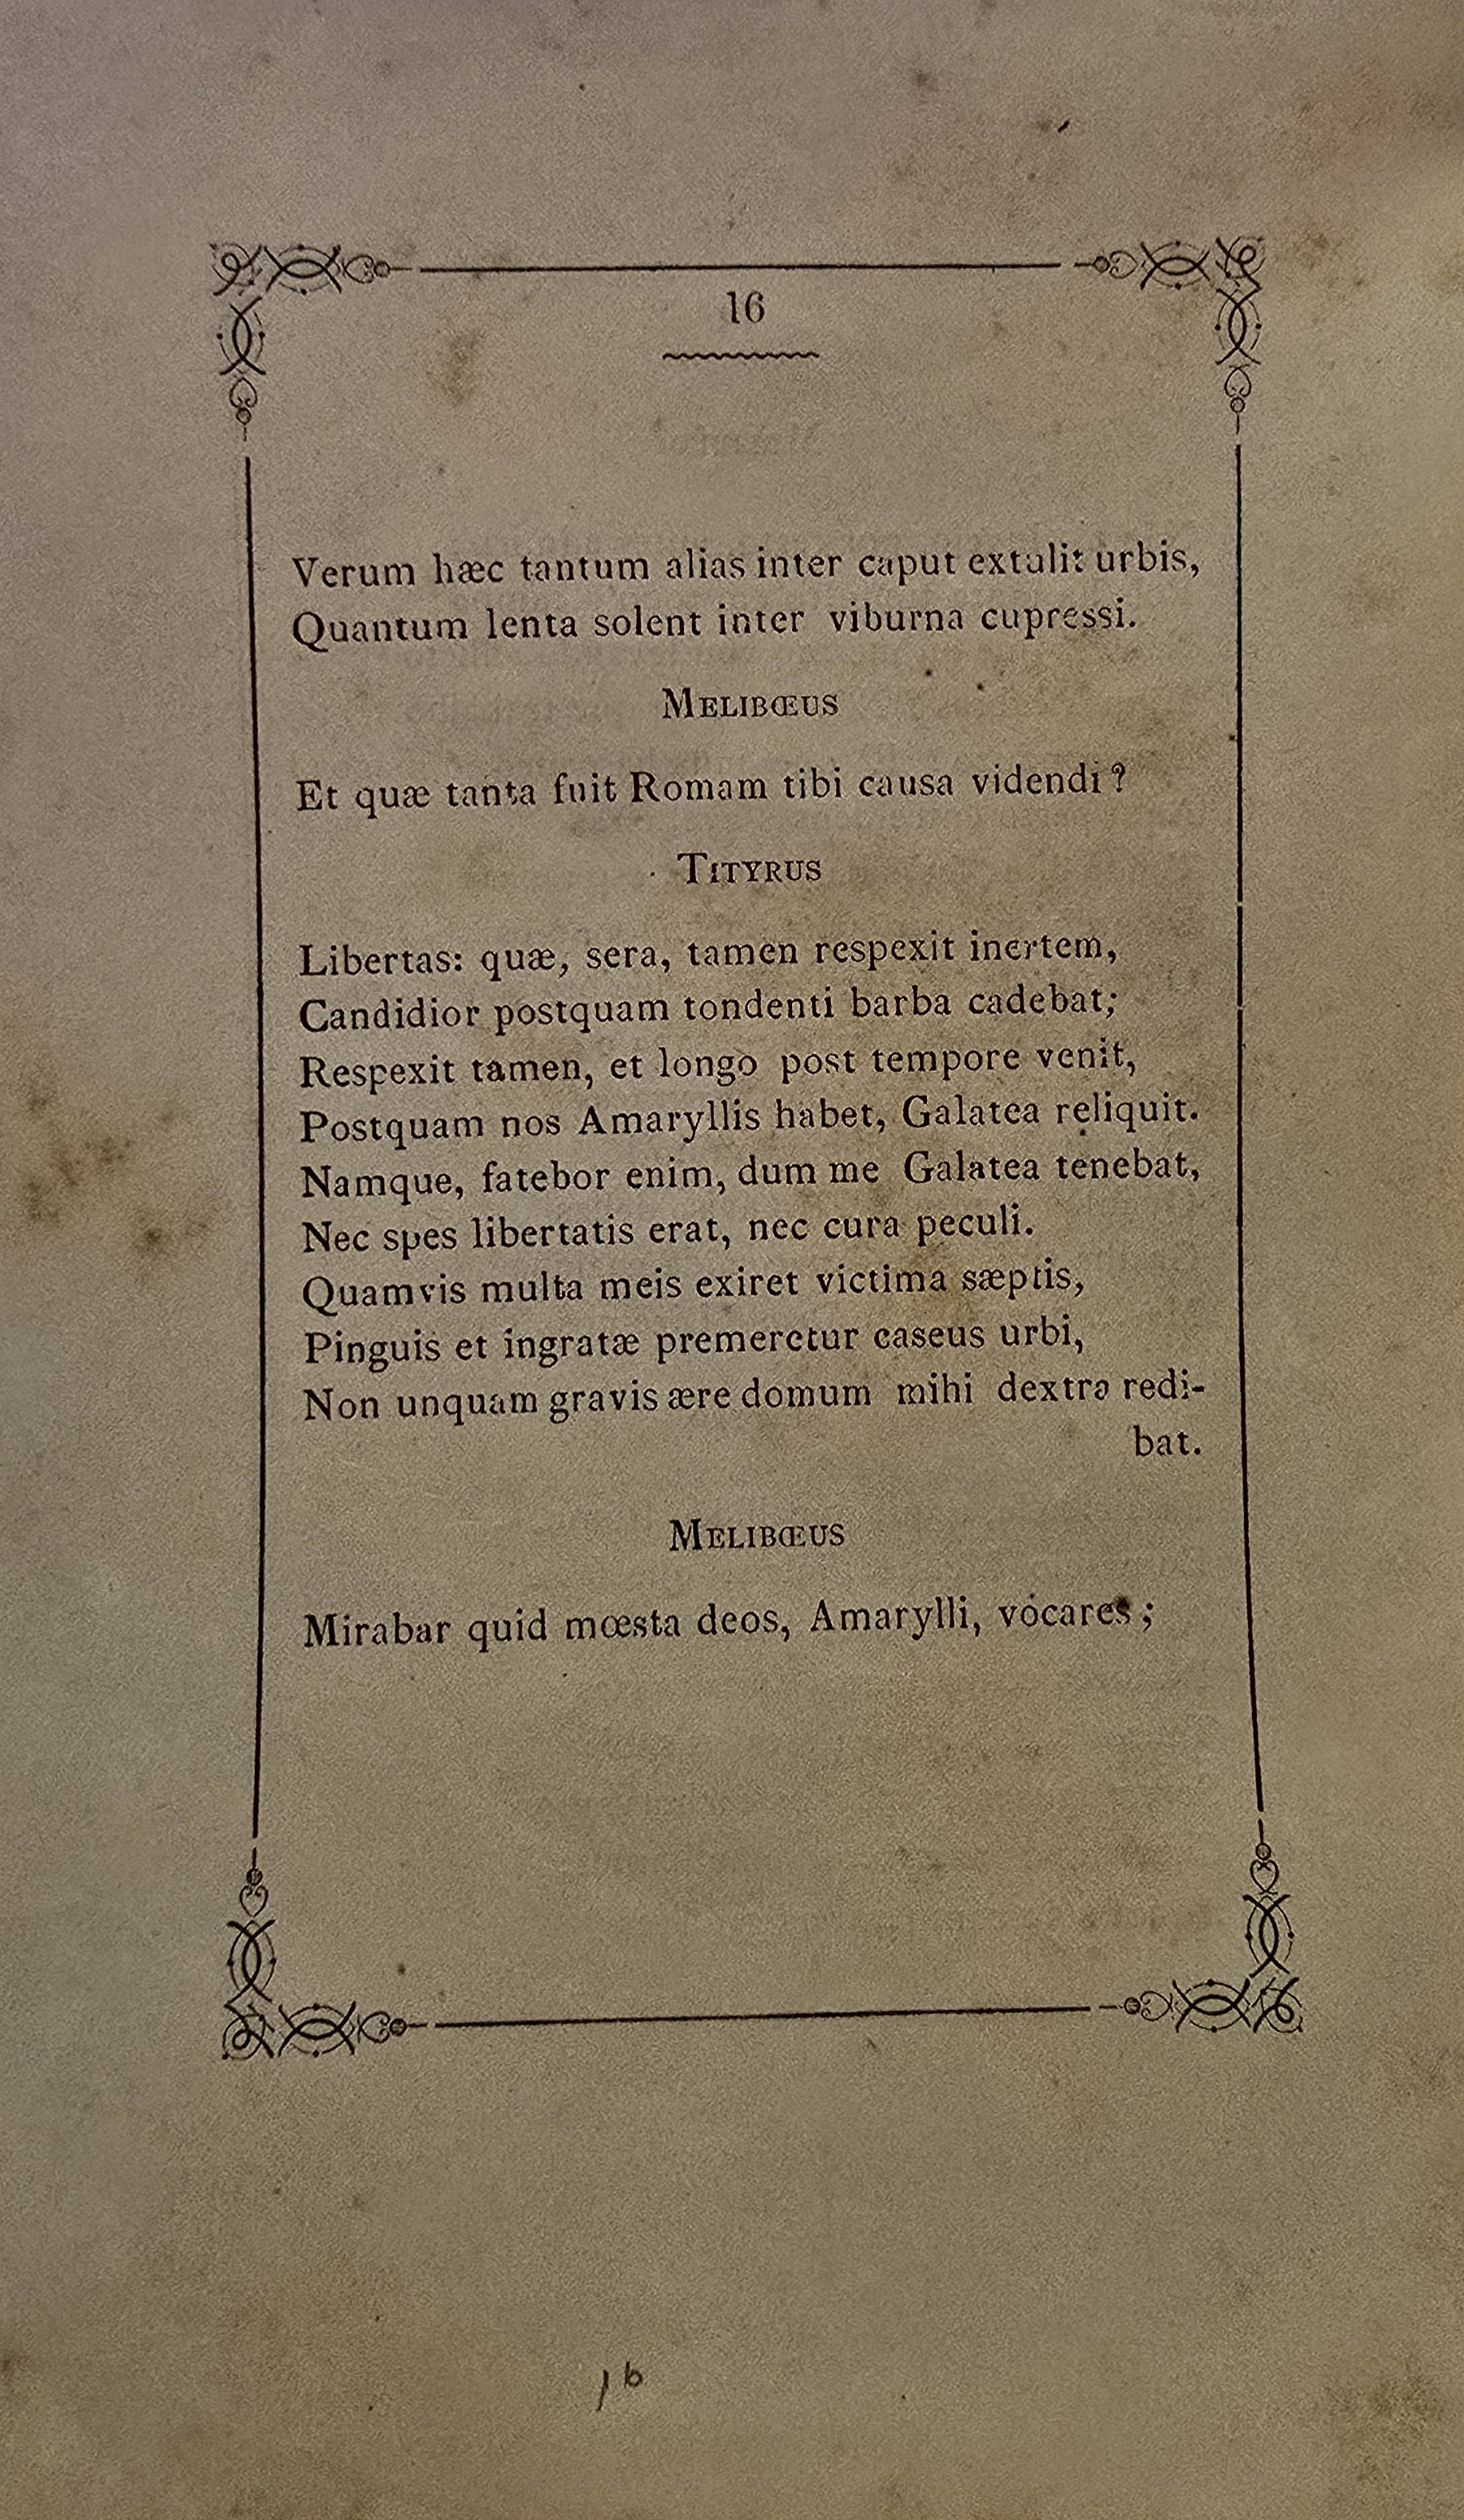 16
Verum hæc tantum alias inter caput extulit urbis,
Quantum lenta solent inter viburna cupressi.
MELIBŒUS
Et quæ tanta fuit Romam tibi causa videndi ?
TITYRUS
Libertas: quæ, sera, tamen respexit inertem,
Candidior postquam tondenti barba cadebat;
Respexit tamen, et longo post tempore venit,
Postquam nos Amaryllis habet, Galatea reliquit.
Namque, fatebor enim, dum me Galatea tenebat,
Nec spes libertatis erat, nec cura peculi.
Quamvis multa meis exiret victima sæptis,
Pinguis et ingratæ premeretur caseus urbi,
Non unquam gravis ære domum mihi dextra redi-
bat.
MELIBŒUS
Mirabar quid mœsta deos, Amarylli, vocares ;
1b